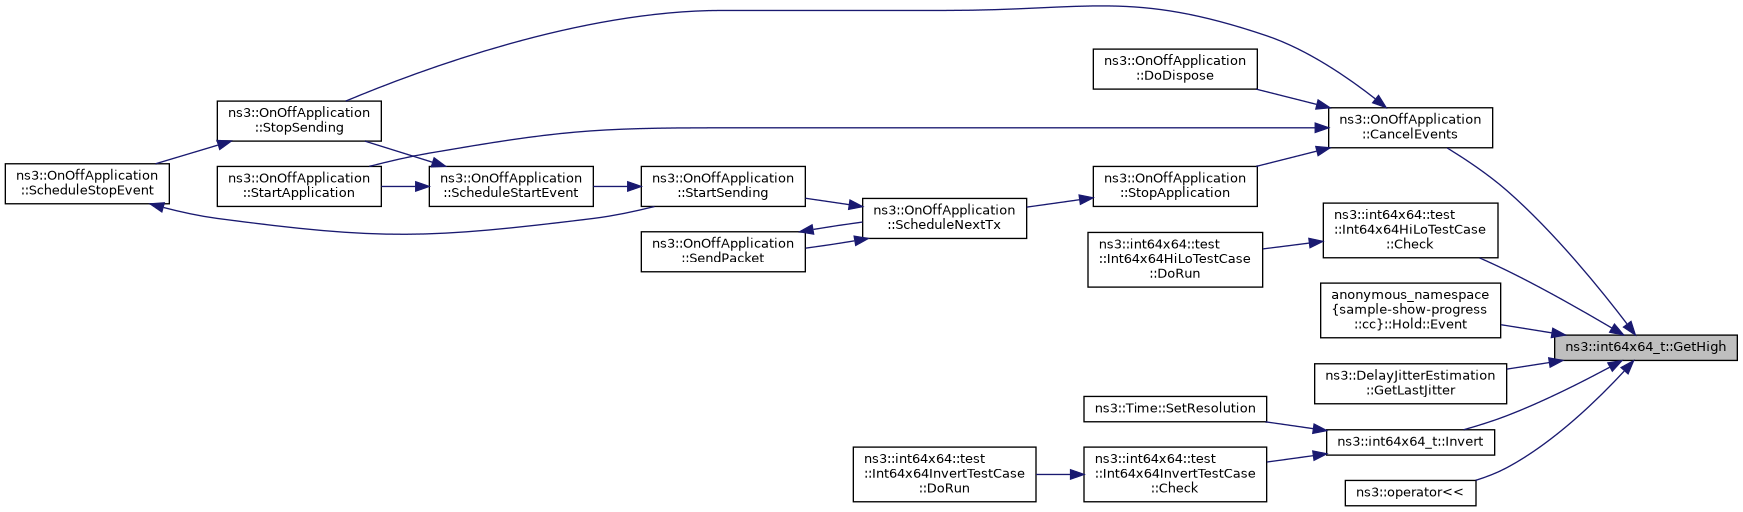 ns3::OnOffApplication
::DoDispose
ns3::OnOffApplication
::StopSending
ns3::OnOffApplication
::CancelEvents
ns3::OnOffApplication
::ScheduleStopEvent
ns3::OnOffApplication
::StartApplication
ns3::OnOffApplication
::ScheduleStartEvent
ns3::OnOffApplication
::StartSending
ns3::OnOffApplication
::StopApplication
ns3::OnOffApplication
::ScheduleNextTx
ns3::OnOffApplication
::SendPacket
ns3::int64x64::test
::Int64x64HiLoTestCase
::Check
ns3::int64x64::test
::Int64x64HiLoTestCase
::DoRun
anonymous_namespace
{sample-show-progress
::cc}::Hold::Event
ns3::int64x64_t::GetHigh
ns3::DelayJitterEstimation
::GetLastJitter
ns3::Time::SetResolution
ns3::int64x64_t::Invert
ns3::int64x64::test
::Int64x64InvertTestCase
::DoRun
ns3::int64x64::test
::Int64x64InvertTestCase
::Check
ns3::operator<<